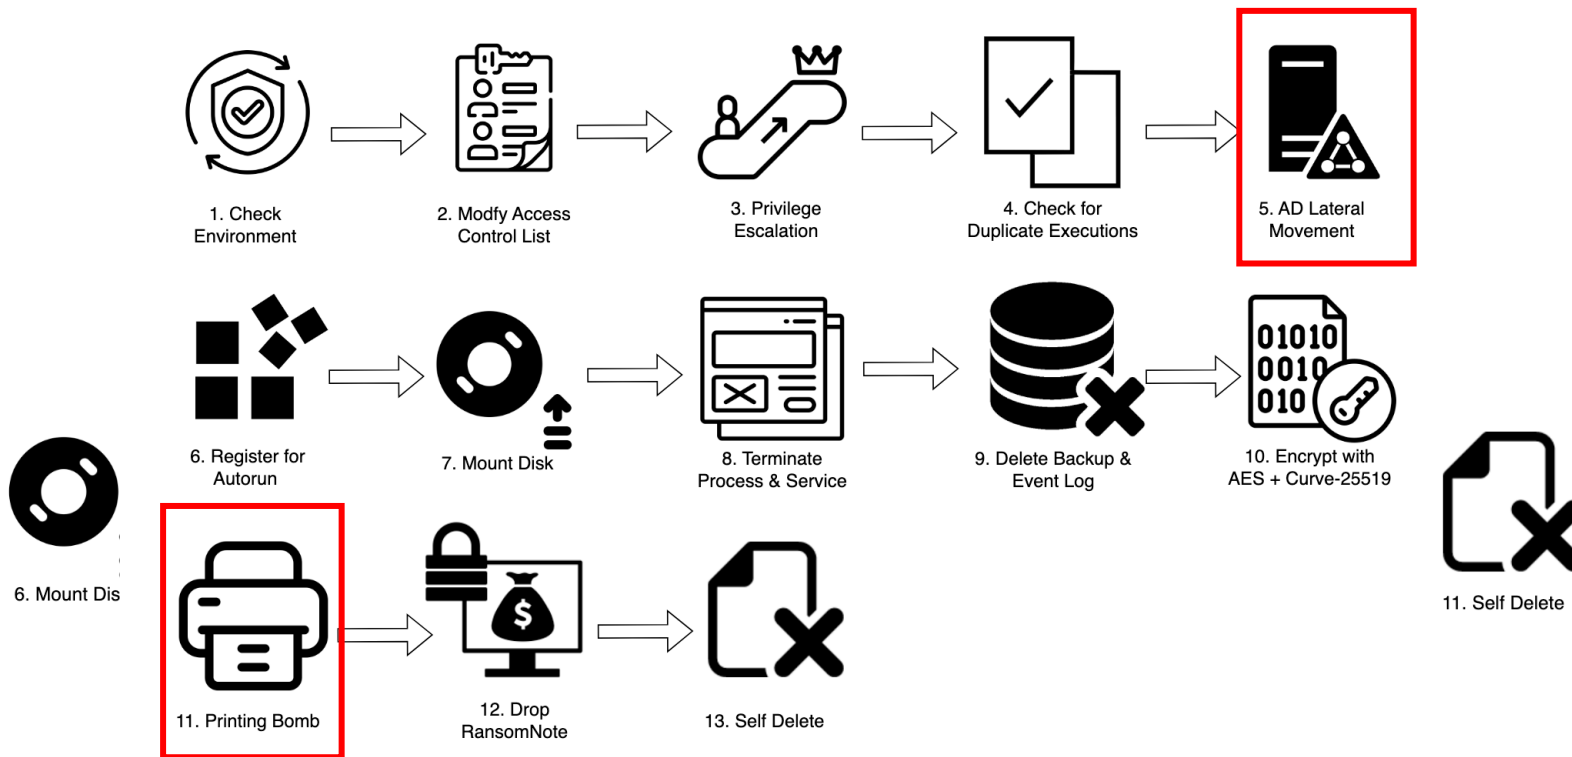 1. Check
Environment
2. Modfy Access
Control List
3. Privilege
Escalation
4. Check for
Duplicate Executions
5. AD Lateral
Movement
6. Register for
Autorun
7. Mount Disk
8. Terminate
Process & Service
9. Delete Backup &
Event Log
01010
0010
010
10. Encrypt with
AES + Curve-25519
6. Mount Dis
11. Printing Bomb
$
12. Drop
RansomNote
13. Self Delete
11. Self Delete